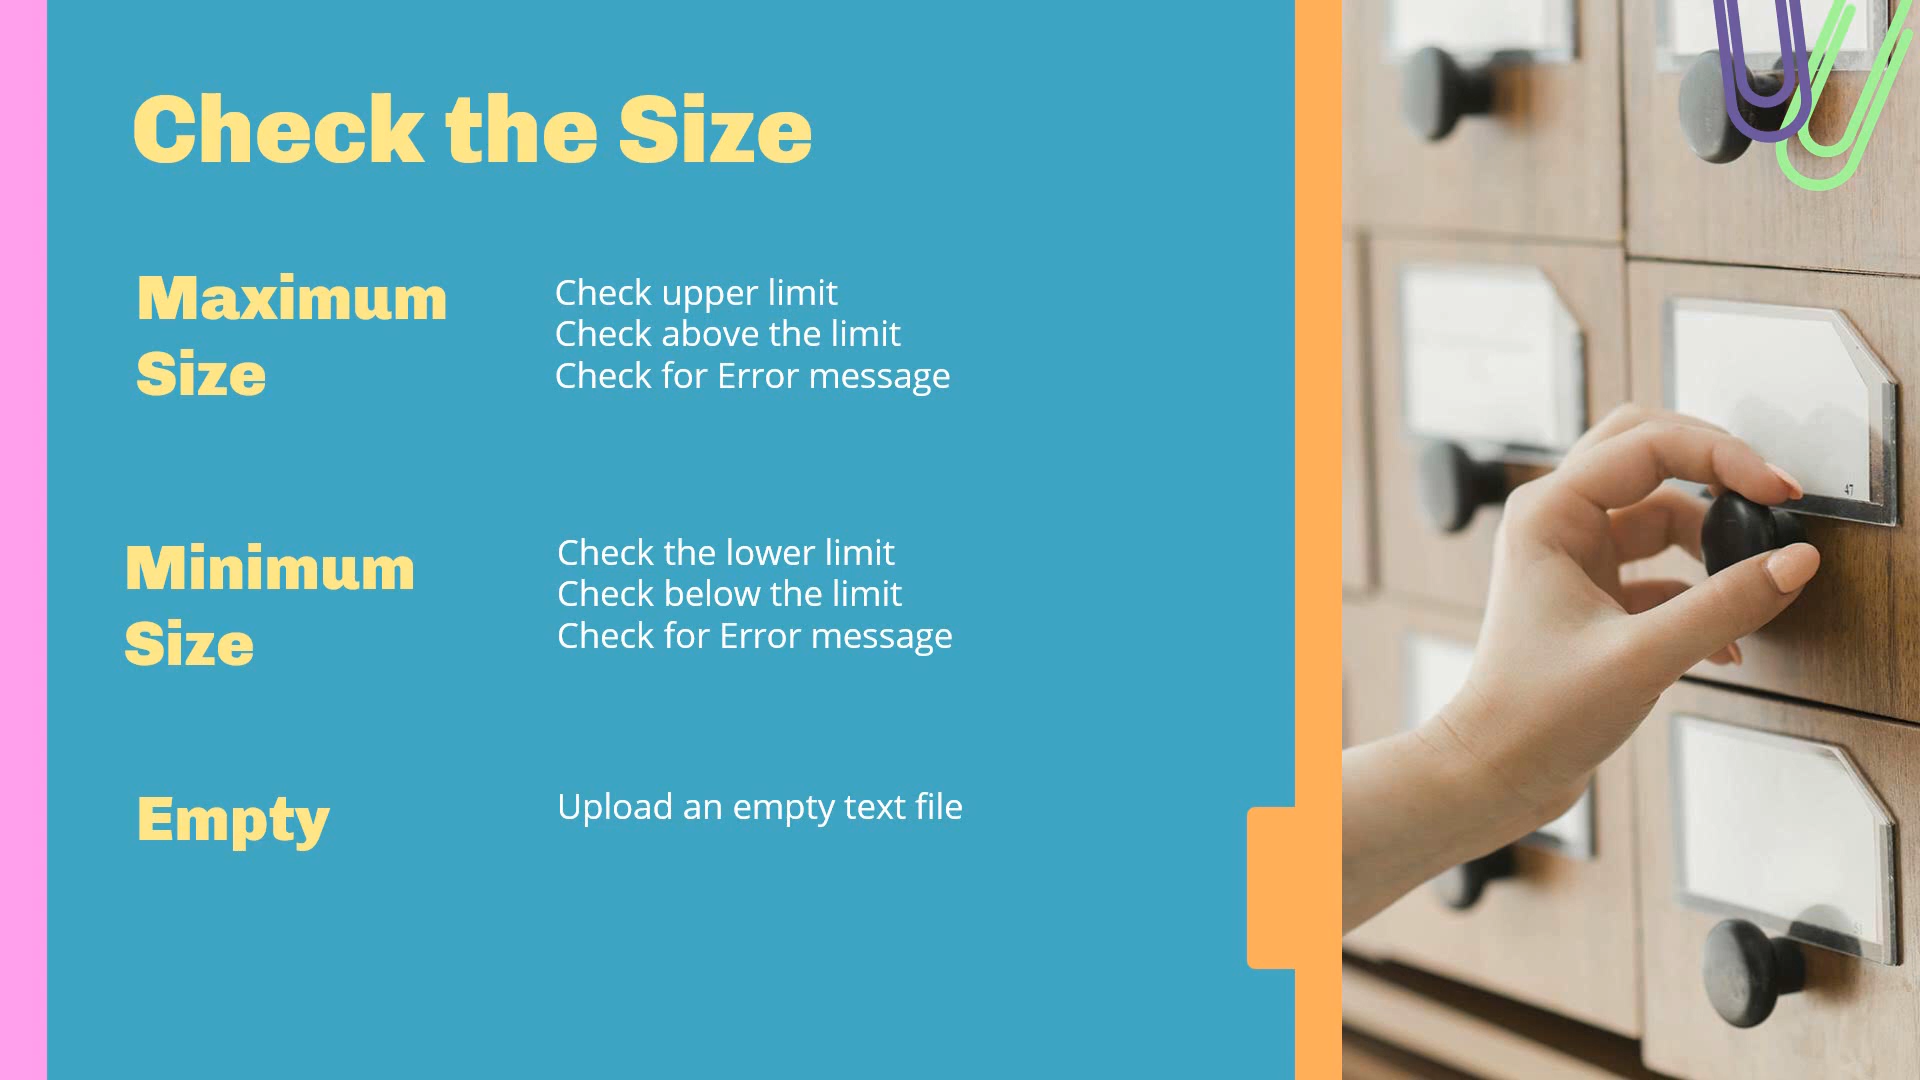 Check the Size
Maximum
Size
Check upper limit
Check above the limit
Check for Error message
Minimum
Size
Check the lower limit
Check below the limit
Check for Error message
Empty
Upload an empty text file
47